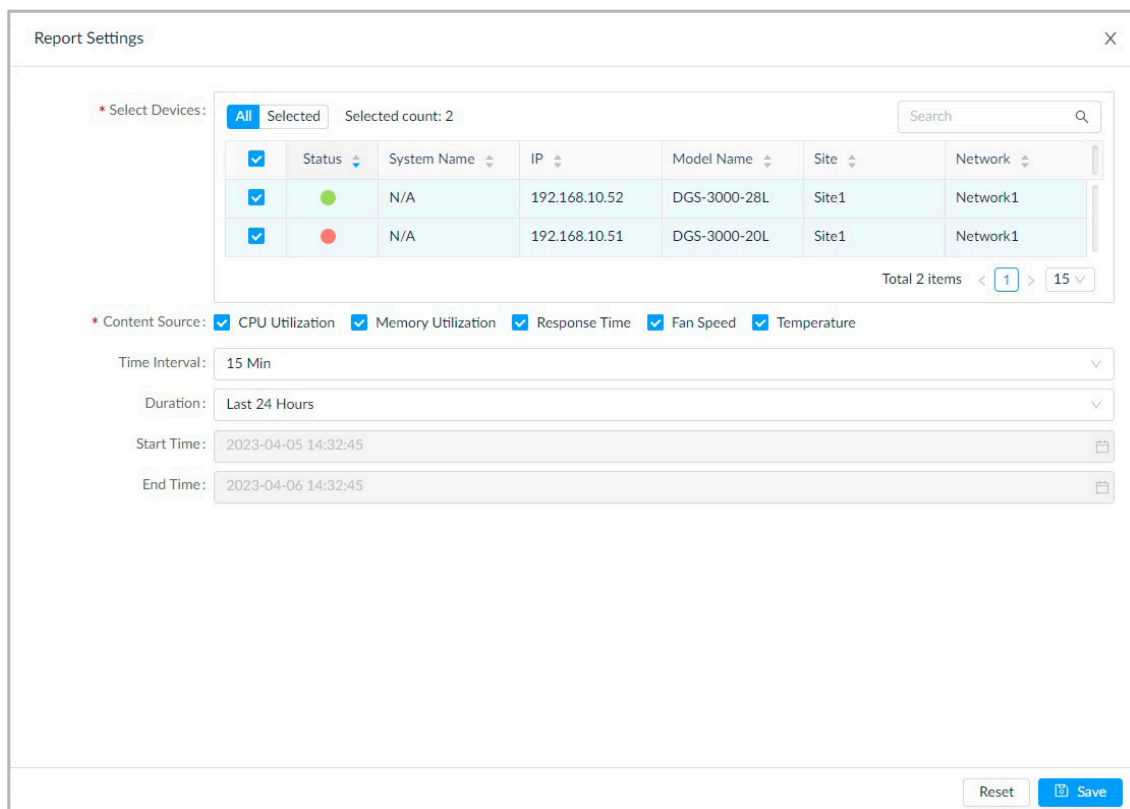 Report Settings
* Select Devices:
All Selected Selected count: 2
Search
Status System Name IP Model Name Site Network
N/A 192.168.10.52 DGS-3000-28L Site1 Network1
N/A 192.168.10.51 DGS-3000-20L Site1 Network1
Total 2 items < 1 > 15
* Content Source: CPU Utilization Memory Utilization Response Time Fan Speed Temperature
Time Interval: 15 Min
Duration: Last 24 Hours
Start Time: 2023-04-05 14:32:45
End Time: 2023-04-06 14:32:45
Reset Save